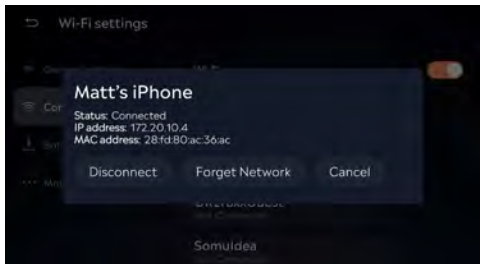 Wi-Fi settings
Matt's iPhone
Status: Connected
IP address: 172.20.10.4
MAC address: 28:fd:80:ac:36:ac
Disconnect Forget Network Cancel
Somuldea